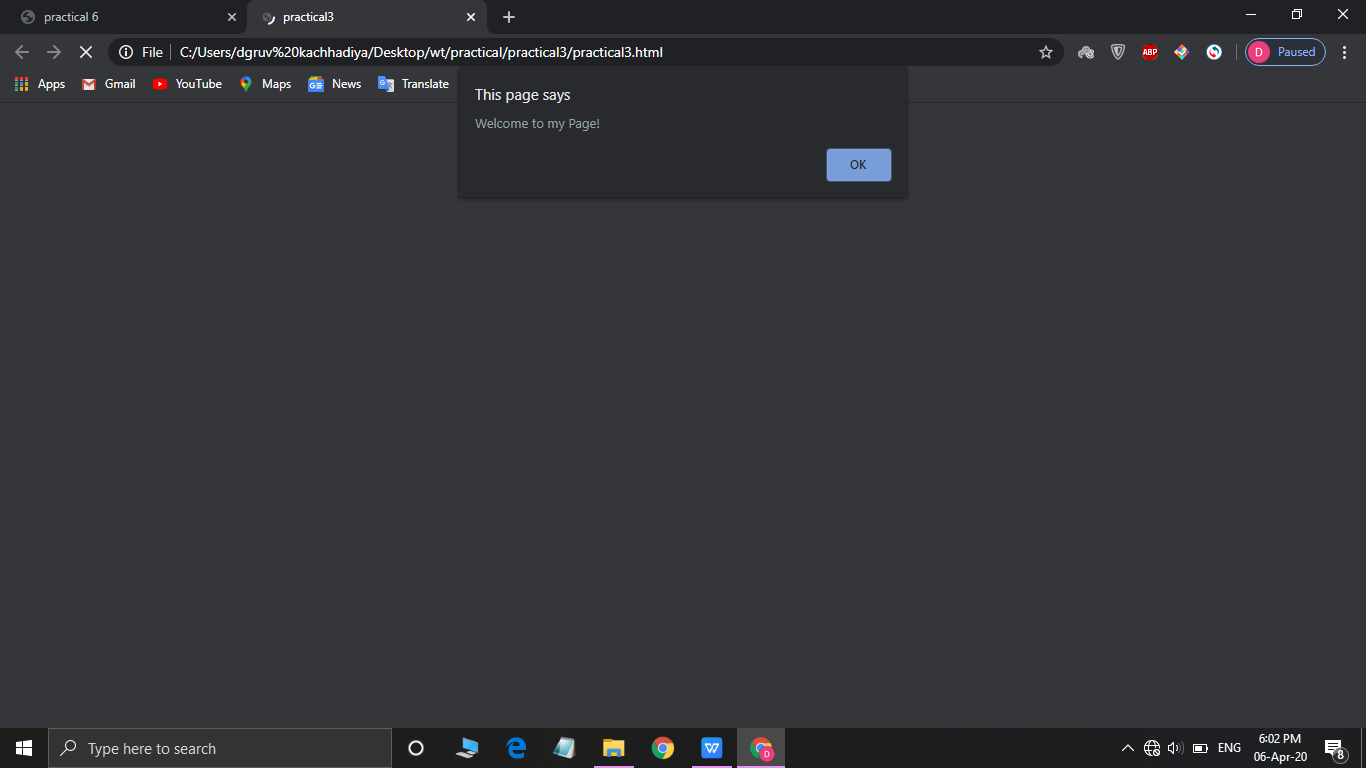 practical 6
practical3
File C:/Users/dgruv%20kachhadiya/Desktop/wt/practical/practical3/practical3.html
ABP
D Paused
Apps Gmail YouTube Maps News Translate
This page says
Welcome to my Page!
OK
Type here to search
D
ENG
6:02 PM
06-Apr-20
8